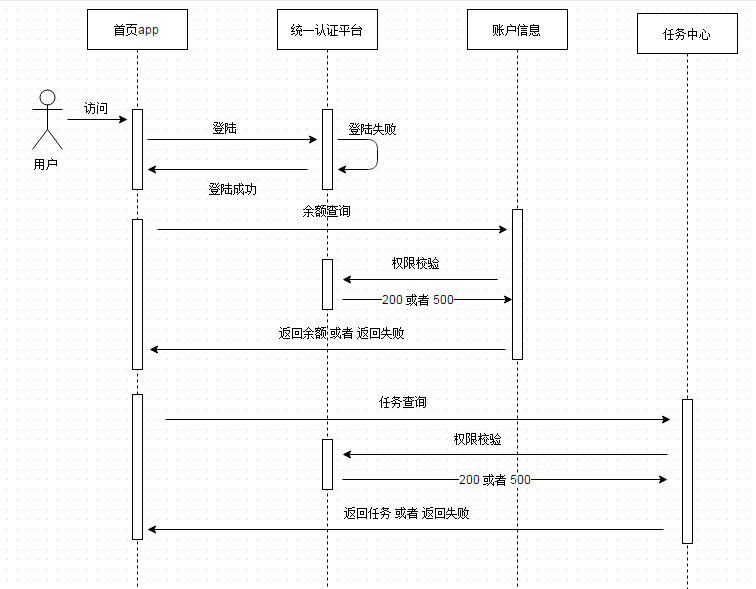 首页app
统一认证平台
账户信息
任务中心
访问
登陆
登陆失败
用户
登陆成功
余额查询
权限校验
200 或者 500
返回余额 或者 返回失败
任务查询
权限校验
200 或者 500
返回任务 或者 返回失败